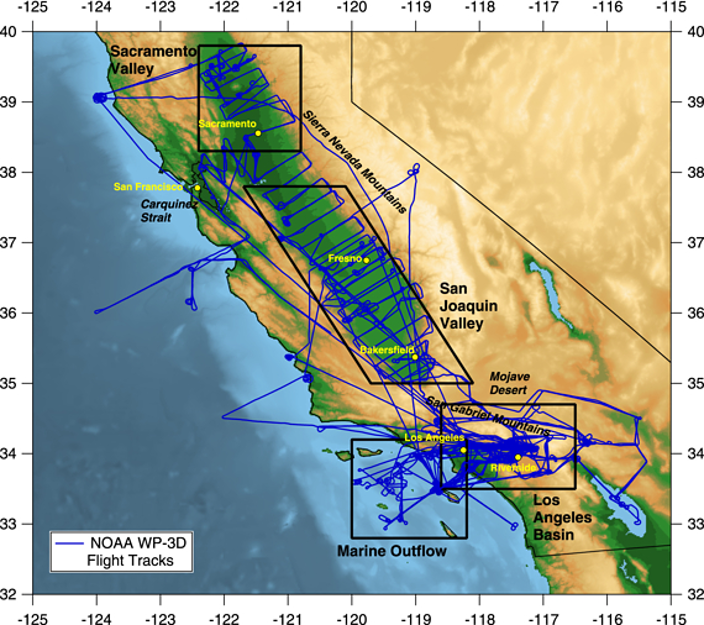 -125 -124 -123 -122 -121 -120 -119 -118 -117 -116 -115
40 40
Sacramento
Valley
39 39
Sacramento
Sierra Nevada Mountains
38 38
San Francisco
Carquinez
Strait
37 37
Fresno
San
Joaquin
Valley
36 36
Bakersfield
35 35
Mojave
Desert
San Gabriel Mountains
Los Angeles
34 34
Riverside
Los
Angeles
Basin
33 33
Marine Outflow
NOAA WP-3D
Flight Tracks
32 32
-125 -124 -123 -122 -121 -120 -119 -118 -117 -116 -115